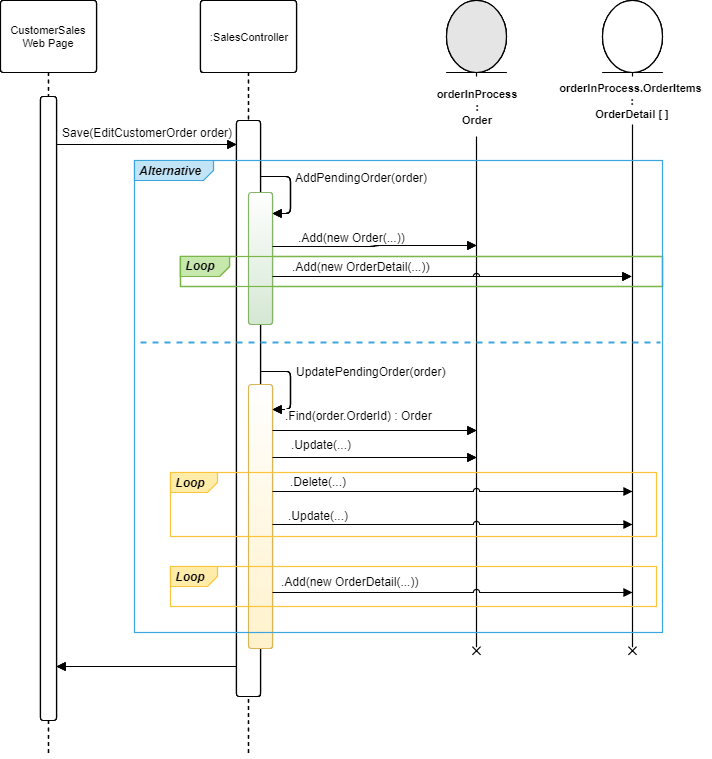 CustomerSales
Web Page
:SalesController
orderInProcess
:
Order
orderInProcess.OrderItems
:
OrderDetail [ ]
Save(EditCustomerOrder order)
Alternative
AddPendingOrder(order)
.Add(new Order(...))
Loop
.Add(new OrderDetail(...))
UpdatePendingOrder(order)
.Find(order.OrderId) : Order
.Update(...)
Loop
.Delete(...)
.Update(...)
Loop
.Add(new OrderDetail(...))